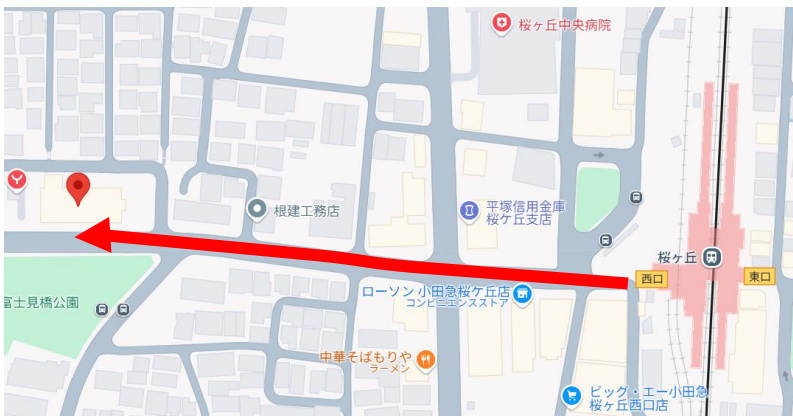 桜ヶ丘中央病院
根建工務店
平塚信用金庫
桜ケ丘支店
桜ヶ丘
西口
東口
ローソン 小田急桜ケ丘店
コンビニエンスストア
富士見橋公園
中華そばもりや
ラーメン
ビッグ・エー小田急
桜ヶ丘西口店